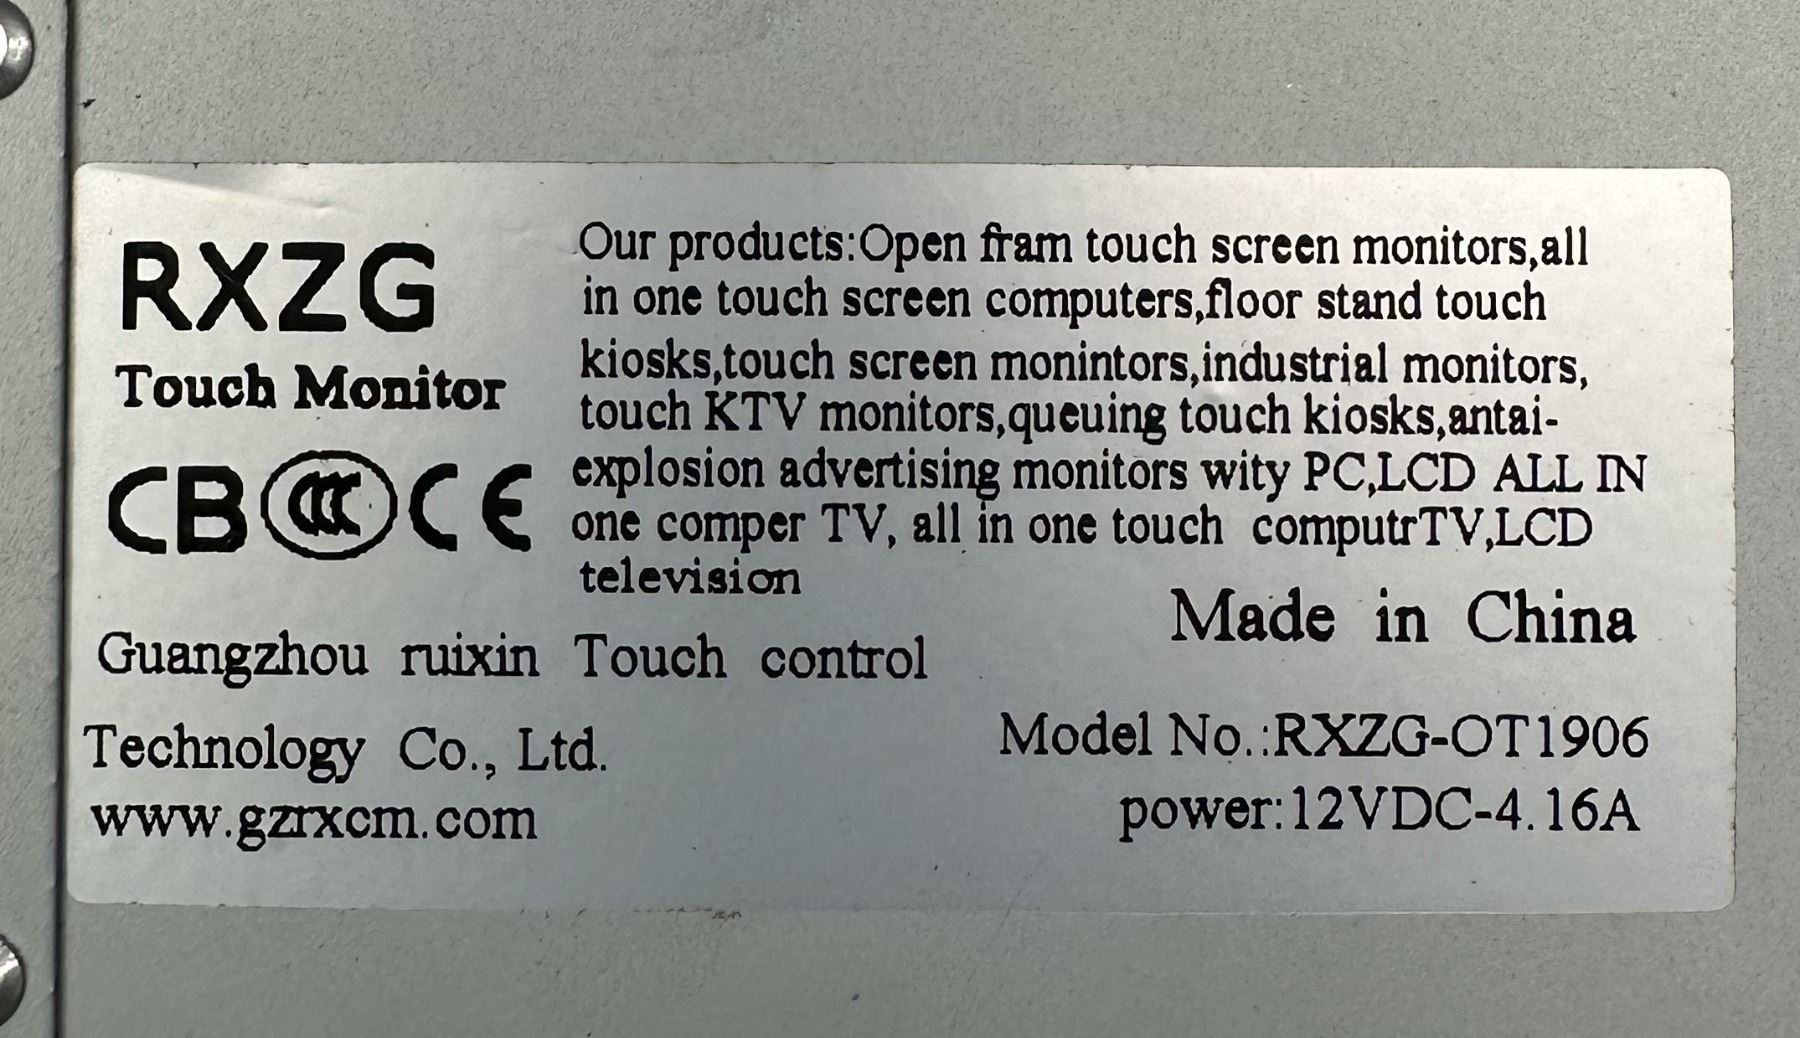 RXZG
Touch Monitor
CB CCC CE
Our products:Open fram touch screen monitors,all
in one touch screen computers,floor stand touch
kiosks,touch screen monintors,industrial monitors,
touch KTV monitors,queuing touch kiosks,antai-
explosion advertising monitors wity PC,LCD ALL IN
one comper TV, all in one touch computrTV,LCD
television
Made in China
Guangzhou ruixin Touch control
Technology Co., Ltd.
www.gzrxcm.com
Model No.:RXZG-OT1906
power:12VDC-4.16A